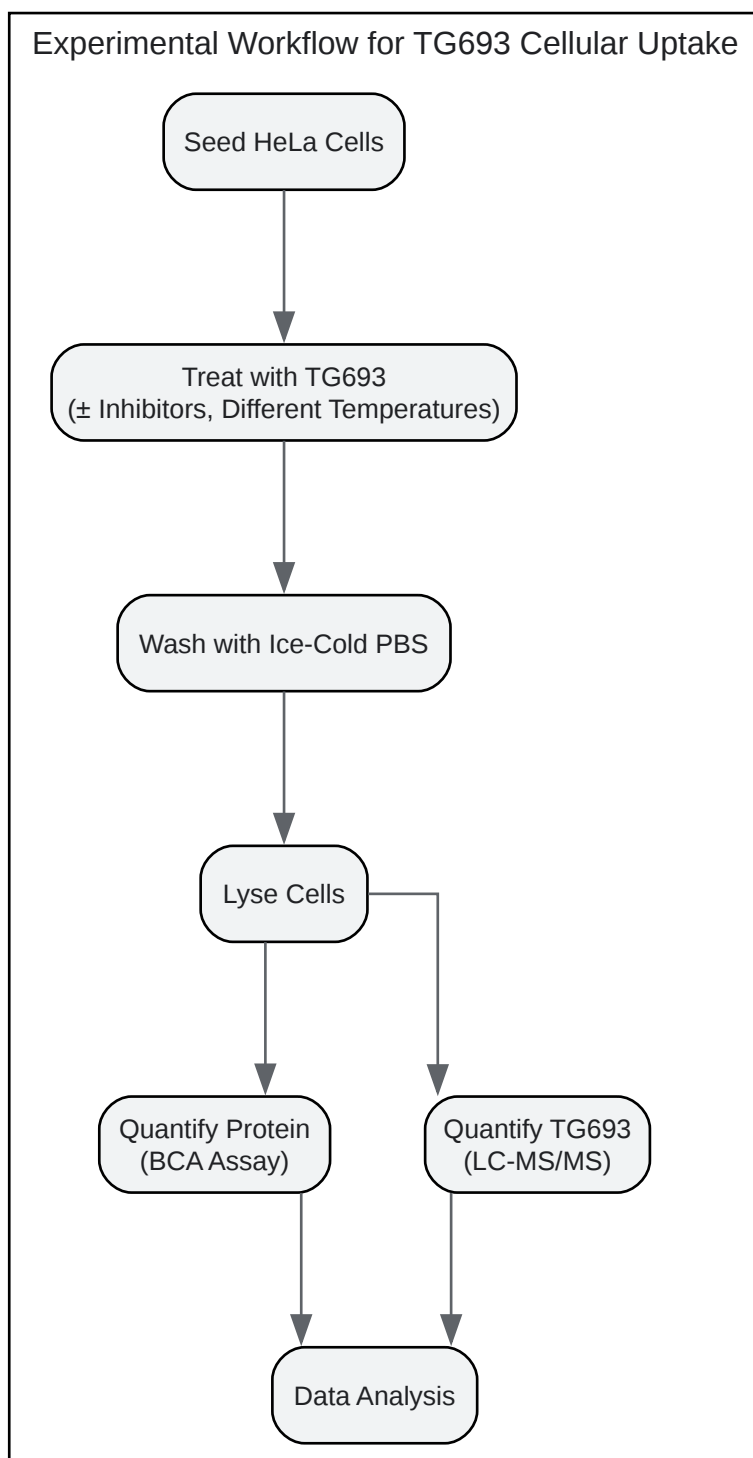 Experimental Workflow for TG693 Cellular Uptake
Seed HeLa Cells
Treat with TG693
(± Inhibitors, Different Temperatures)
Wash with Ice-Cold PBS
Lyse Cells
Quantify Protein
(BCA Assay)
Quantify TG693
(LC-MS/MS)
Data Analysis